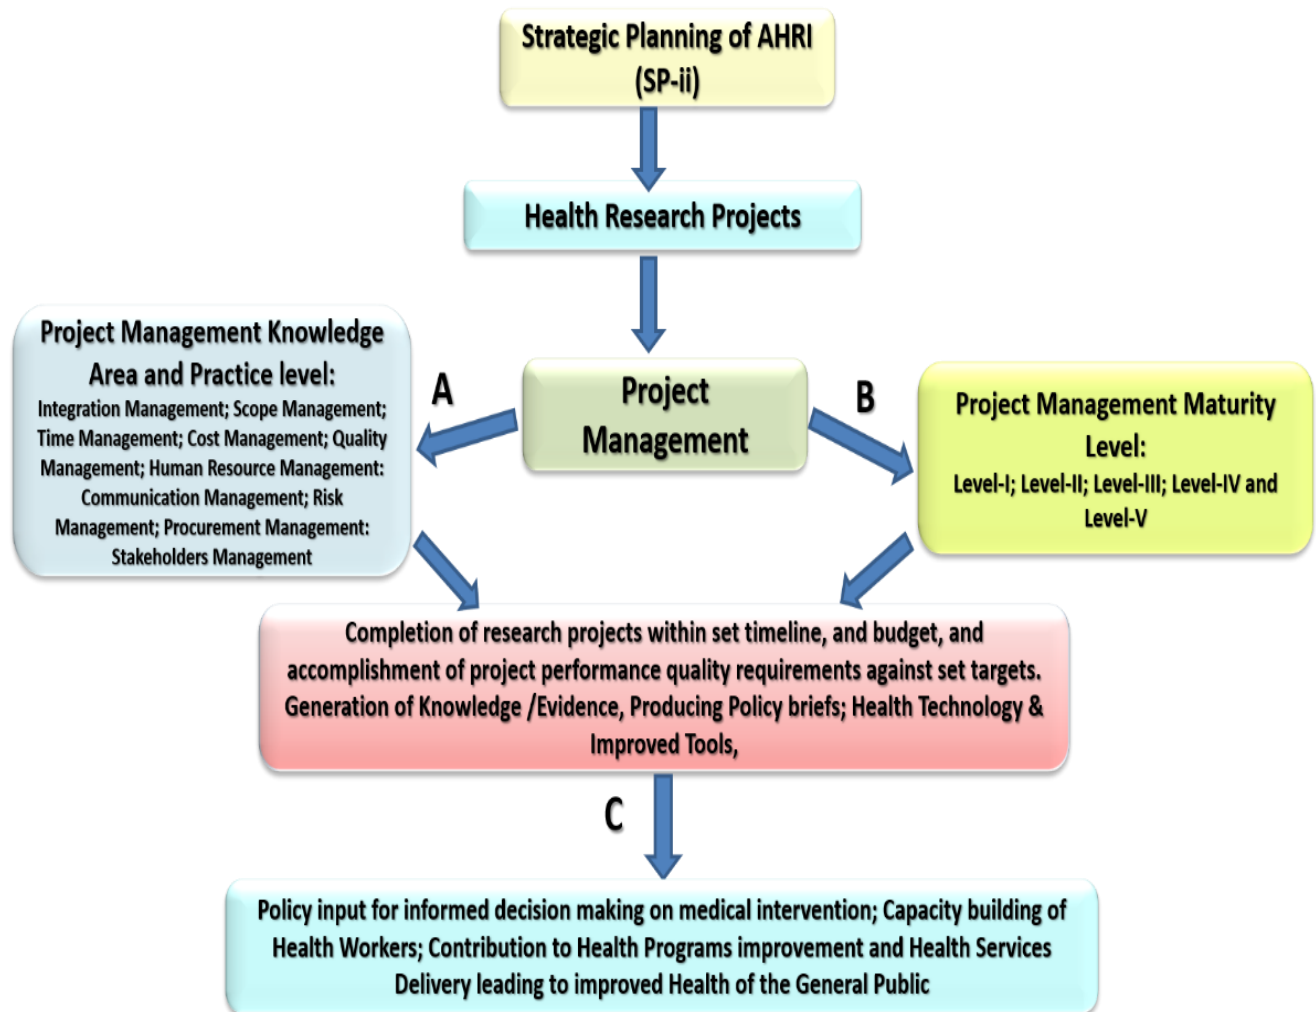 Strategic Planning of AHRI
(SP-ii)
Health Research Projects
Project Management Knowledge
Area and Practice level:
Integration Management; Scope Management;
Time Management; Cost Management; Quality
Management; Human Resource Management:
Communication Management; Risk
Management; Procurement Management:
Stakeholders Management
A
Project
Management
B
Project Management Maturity
Level:
Level-I; Level-II; Level-III; Level-IV and
Level-V
Completion of research projects within set timeline, and budget, and
accomplishment of project performance quality requirements against set targets.
Generation of Knowledge /Evidence, Producing Policy briefs; Health Technology &
Improved Tools,
C
Policy input for informed decision making on medical intervention; Capacity building of
Health Workers; Contribution to Health Programs improvement and Health Services
Delivery leading to improved Health of the General Public